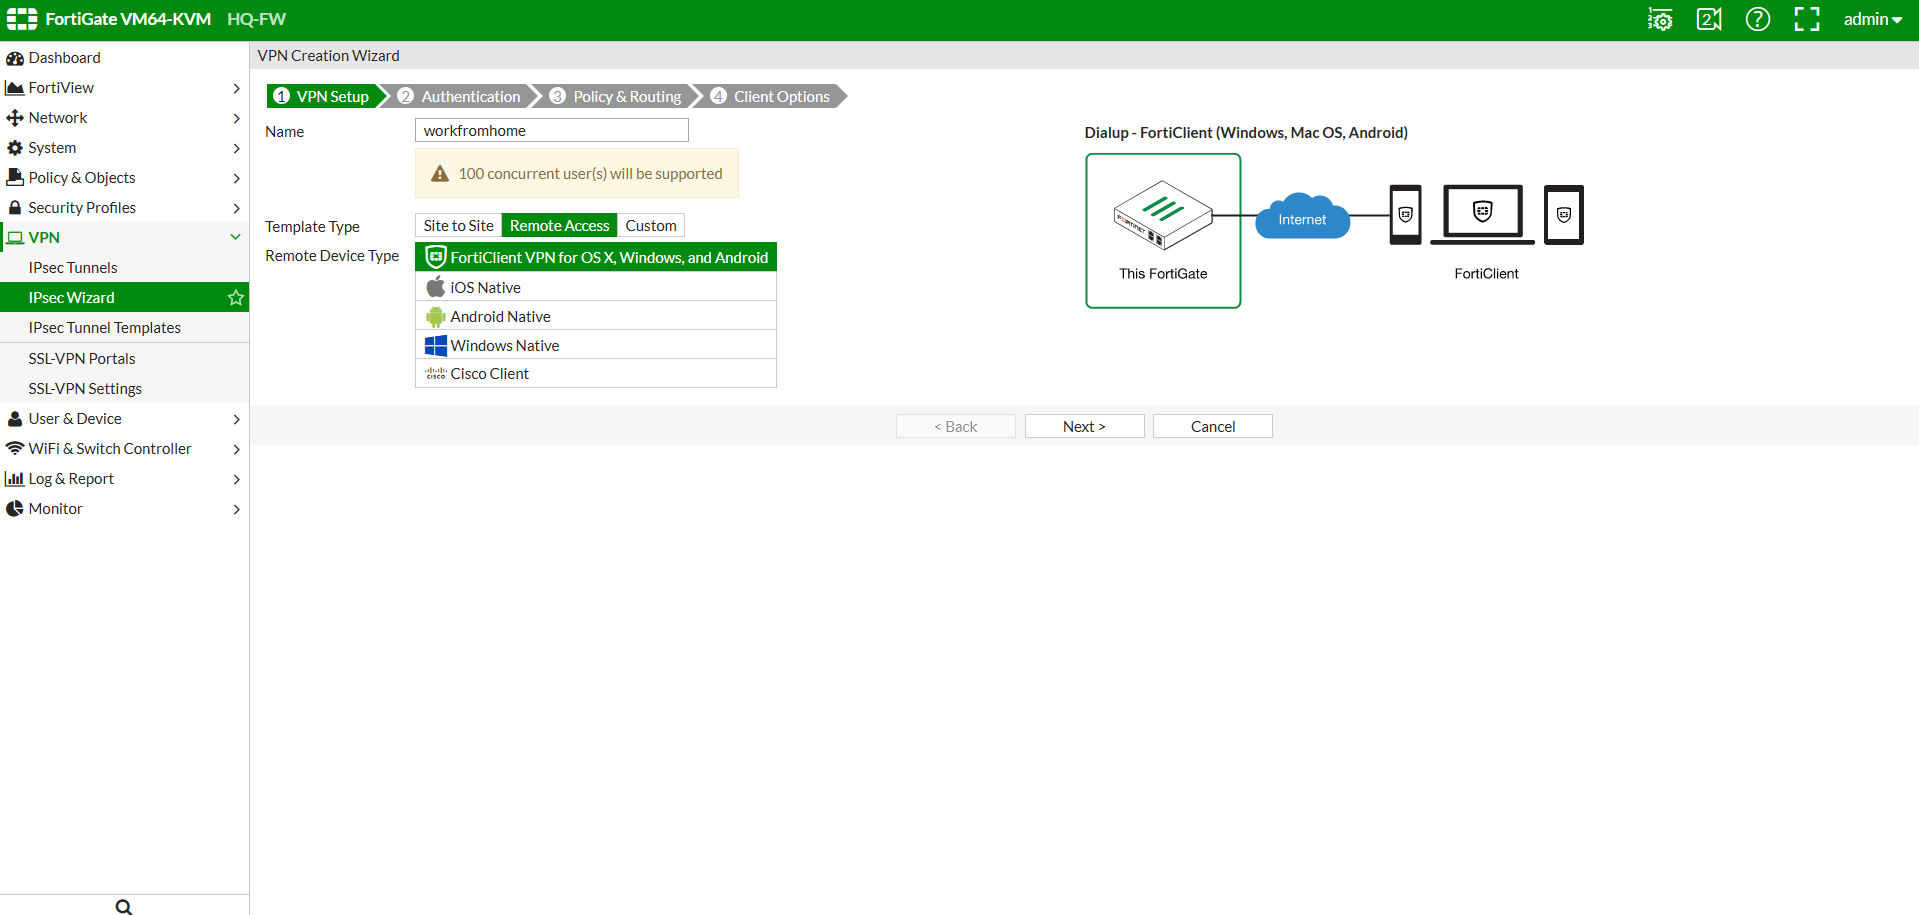 FortiGate VM64-KVM HQ-FW
2
admin
Dashboard
FortiView
Network
System
Policy & Objects
Security Profiles
VPN
IPsec Tunnels
IPsec Wizard
IPsec Tunnel Templates
SSL-VPN Portals
SSL-VPN Settings
User & Device
WiFi & Switch Controller
Log & Report
Monitor
VPN Creation Wizard
1 VPN Setup 2 Authentication 3 Policy & Routing 4 Client Options
Name workfromhome
100 concurrent user(s) will be supported
Template Type Site to Site Remote Access Custom
Remote Device Type FortiClient VPN for OS X, Windows, and Android
iOS Native
Android Native
Windows Native
CISCO Cisco Client
Dialup - FortiClient (Windows, Mac OS, Android)
FORTINET
Internet
This FortiGate
FortiClient
< Back Next > Cancel